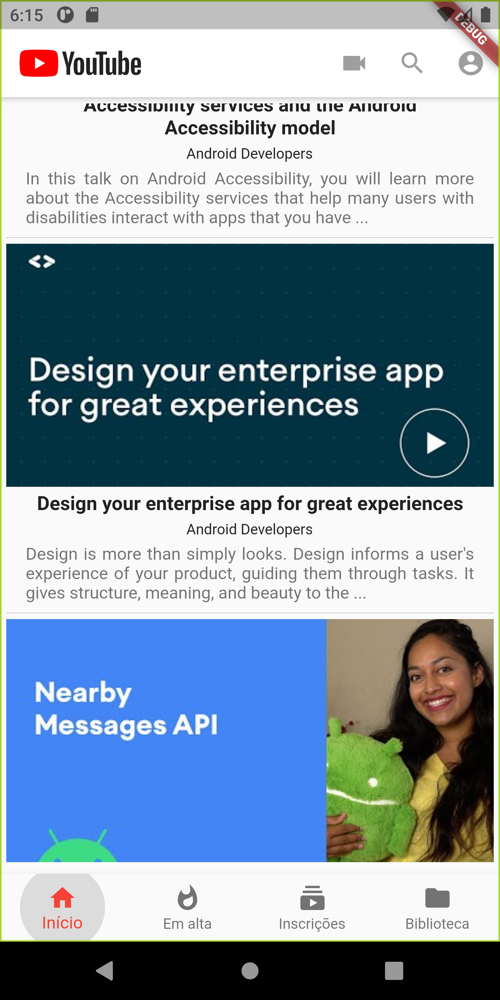 6:15
DEBUG
YouTube
Accessibility services and the Android
Accessibility model
Android Developers
In this talk on Android Accessibility, you will learn more
about the Accessibility services that help many users with
disabilities interact with apps that you have ...
<>
Design your enterprise app
for great experiences
Design your enterprise app for great experiences
Android Developers
Design is more than simply looks. Design informs a user's
experience of your product, guiding them through tasks. It
gives structure, meaning, and beauty to the ...
Nearby
Messages API
Início
Em alta
Inscrições
Biblioteca